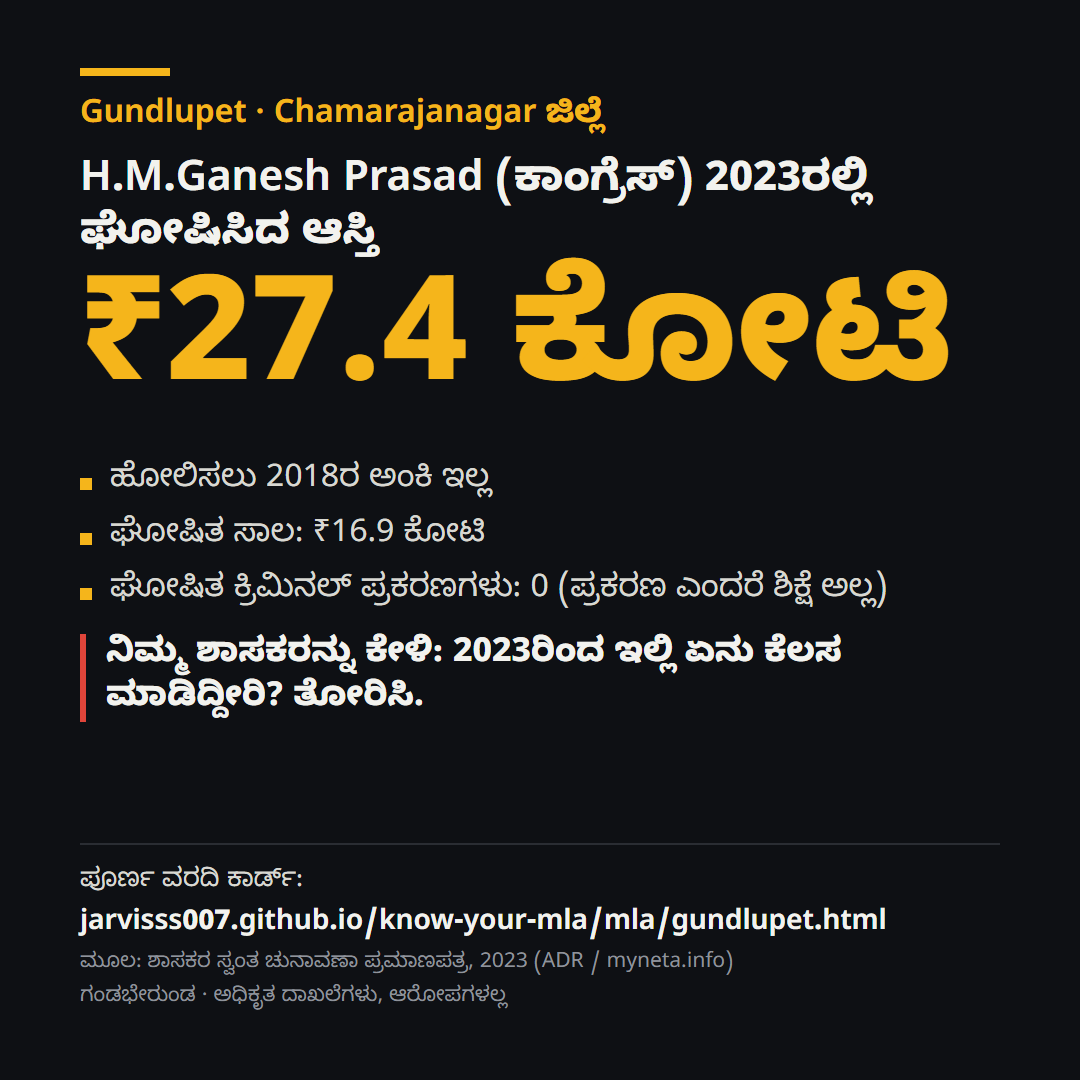 Gundlupet · Chamarajanagar ಜಿಲ್ಲೆ
H.M.Ganesh Prasad (ಕಾಂಗ್ರೆಸ್) 2023ರಲ್ಲಿ
ಘೋಷಿಸಿದ ಆಸ್ತಿ
₹27.4 ಕೋಟಿ
ಹೋಲಿಸಲು 2018ರ ಅಂಕಿ ಇಲ್ಲ
ಘೋಷಿತ ಸಾಲ: ₹16.9 ಕೋಟಿ
ಘೋಷಿತ ಕ್ರಿಮಿನಲ್ ಪ್ರಕರಣಗಳು: 0 (ಪ್ರಕರಣ ಎಂದರೆ ಶಿಕ್ಷೆ ಅಲ್ಲ)
ನಿಮ್ಮ ಶಾಸಕರನ್ನು ಕೇಳಿ: 2023ರಿಂದ ಇಲ್ಲಿ ಏನು ಕೆಲಸ
ಮಾಡಿದ್ದೀರಿ? ತೋರಿಸಿ.
ಪೂರ್ಣ ವರದಿ ಕಾರ್ಡ್:
jarvisss007.github.io/know-your-mla/mla/gundlupet.html
ಮೂಲ: ಶಾಸಕರ ಸ್ವಂತ ಚುನಾವಣಾ ಪ್ರಮಾಣಪತ್ರ, 2023 (ADR / myneta.info)
ಗಂಡಭೇರುಂಡ · ಅಧಿಕೃತ ದಾಖಲೆಗಳು, ಆರೋಪಗಳಲ್ಲ